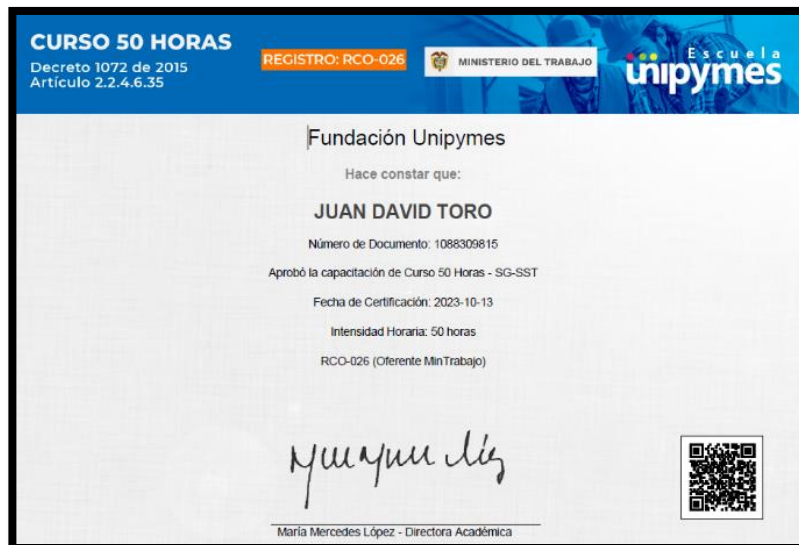 CURSO 50 HORAS
Decreto 1072 de 2015
Artículo 2.2.4.6.35
REGISTRO: RCO-026
MINISTERIO DEL TRABAJO
Escuela
unipymes
Fundación Unipymes
Hace constar que:
JUAN DAVID TORO
Número de Documento: 1088309815
Aprobó la capacitación de Curso 50 Horas - SG-SST
Fecha de Certificación: 2023-10-13
Intensidad Horaria: 50 horas
RCO-026 (Oferente MinTrabajo)
María Mercedes López - Directora Académica